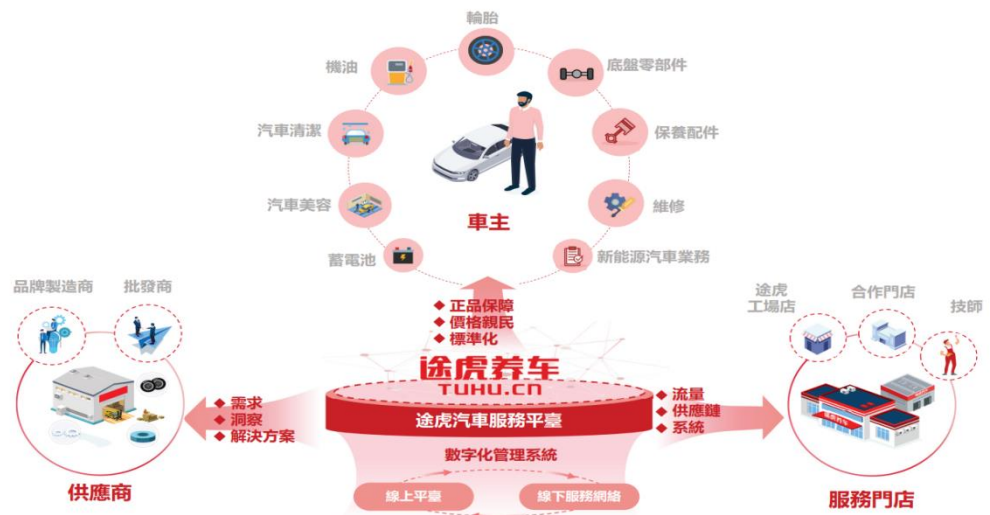 輪胎
機油
底盤零部件
汽車清潔
保養配件
汽車美容
維修
車主
蓄電池
新能源汽車業務
品牌製造商
批發商
供應商
途虎
工場店
合作門店
技師
服務門店
◆ 正品保障
◆ 價格親民
◆ 標準化
途虎养车
TUHU.CN
途虎汽車服務平臺
◆ 需求
◆ 洞察
◆ 解決方案
◆ 流量
◆ 供應鏈
◆ 系統
數字化管理系統
線上平臺
線下服務網絡